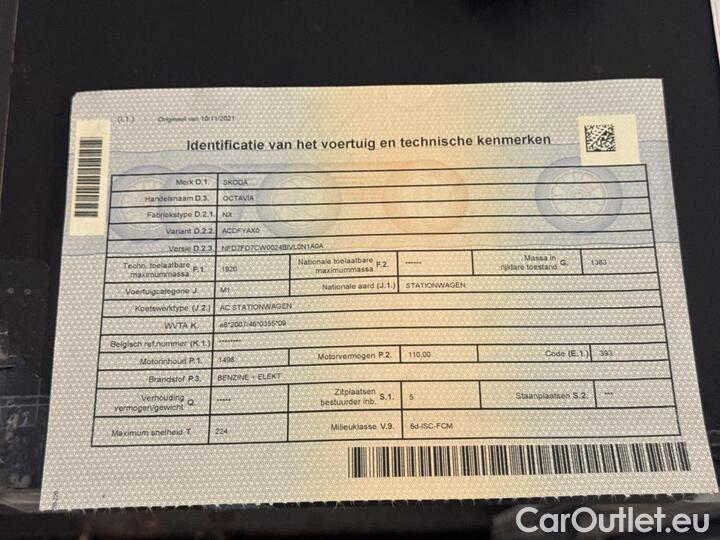 (I.1.) Origineel van 10/11/2021
Identificatie van het voertuig en technische kenmerken
Merk D.1. SKODA
Handelsnaam D.3. OCTAVIA
Fabriekstype D.2.1. NX
Variant D.2.2. ACDFYAX0
Versie D.2.3. NFD7FD7CW0024BIVL0N1A0A
Techn. toelaatbare maximummassa F.1. 1920 Nationale toelaatbare maximummassa F.2. ------ Massa in rijklare toestand G. 1383
Voertuigcategorie J. M1 Nationale aard (J.1.) STATIONWAGEN
Koetswerktype (J.2.) AC STATIONWAGEN
WVTA K. e8*2007/46*0355*09
Belgisch ref.nummer (K.1.) --------
Motorinhoud P.1. 1498 Motorvermogen P.2. 110,00 Code (E.1.) 393
Brandstof P.3. BENZINE + ELEKT
Verhouding vermogen/gewicht Q. ----- Zitplaatsen bestuurder inb. S.1. 5 Staanplaatsen S.2. ---
Maximum snelheid T. 224 Milieuklasse V.9. 6d-ISC-FCM
CarOutlet.eu